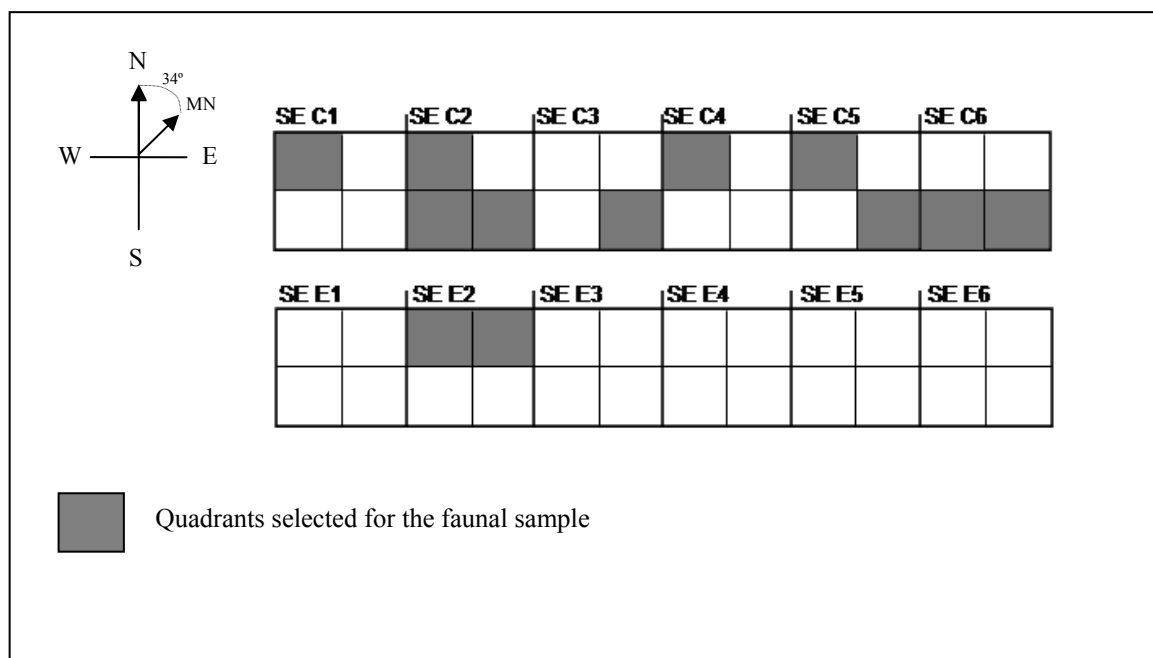 N
34º
MN
W E
S
SE C1 SE C2 SE C3 SE C4 SE C5 SE C6
SE E1 SE E2 SE E3 SE E4 SE E5 SE E6
Quadrants selected for the faunal sample